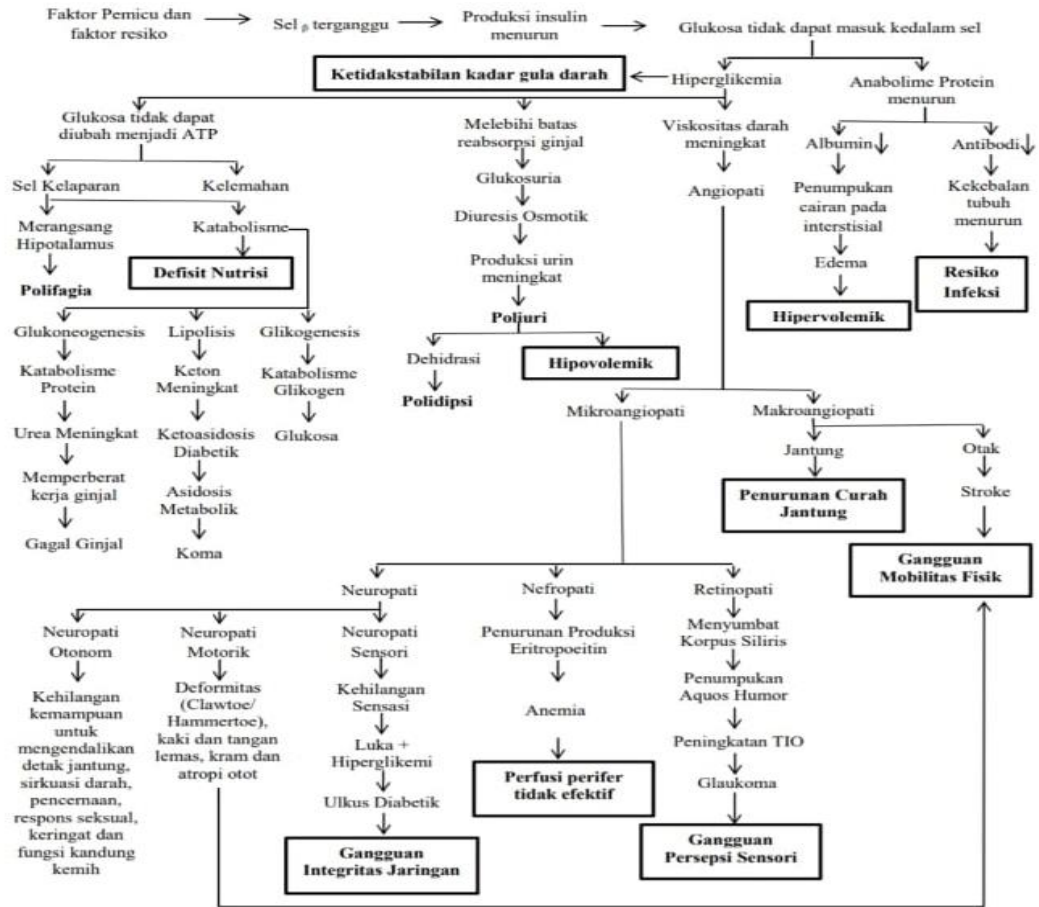 Faktor Pemicu dan
faktor resiko
Sel β terganggu
Produksi insulin
menurun
Glukosa tidak dapat masuk kedalam sel
Ketidakstabilan kadar gula darah
Hiperglikemia
Anabolime Protein
menurun
Glukosa tidak dapat
diubah menjadi ATP
Melebihi batas
reabsorpsi ginjal
Viskositas darah
meningkat
Albumin
Antibodi
Sel Kelaparan
Kelemahan
Glukosuria
Angiopati
Penumpukan
cairan pada
interstisial
Kekebalan
tubuh
menurun
Merangsang
Hipotalamus
Katabolisme
Diuresis Osmotik
Defisit Nutrisi
Produksi urin
meningkat
Edema
Resiko
Infeksi
Polifagia
Hipervolemik
Glukoneogenesis
Lipolisis
Glikogenesis
Poliuri
Katabolisme
Protein
Keton
Meningkat
Katabolisme
Glikogen
Dehidrasi
Hipovolemik
Polidipsi
Mikroangiopati
Makroangiopati
Urea Meningkat
Ketoasidosis
Diabetik
Glukosa
Jantung
Otak
Memperberat
kerja ginjal
Asidosis
Metabolik
Penurunan Curah
Jantung
Stroke
Gagal Ginjal
Koma
Gangguan
Mobilitas Fisik
Neuropati
Nefropati
Retinopati
Neuropati
Otonom
Neuropati
Motorik
Neuropati
Sensori
Penurunan Produksi
Eritropoeitin
Menyumbat
Korpus Siliris
Kehilangan
kemampuan
untuk
mengendalikan
detak jantung,
sirkuasi darah,
pencernaan,
respons seksual,
keringat dan
fungsi kandung
kemih
Deformitas
(Clawtoe/
Hammertoe),
kaki dan tangan
lemas, kram dan
atropi otot
Kehilangan
Sensasi
Luka +
Hiperglikemi
Ulkus Diabetik
Gangguan
Integritas Jaringan
Anemia
Perfusi perifer
tidak efektif
Penumpukan
Aquos Humor
Peningkatan TIO
Glaukoma
Gangguan
Persepsi Sensori